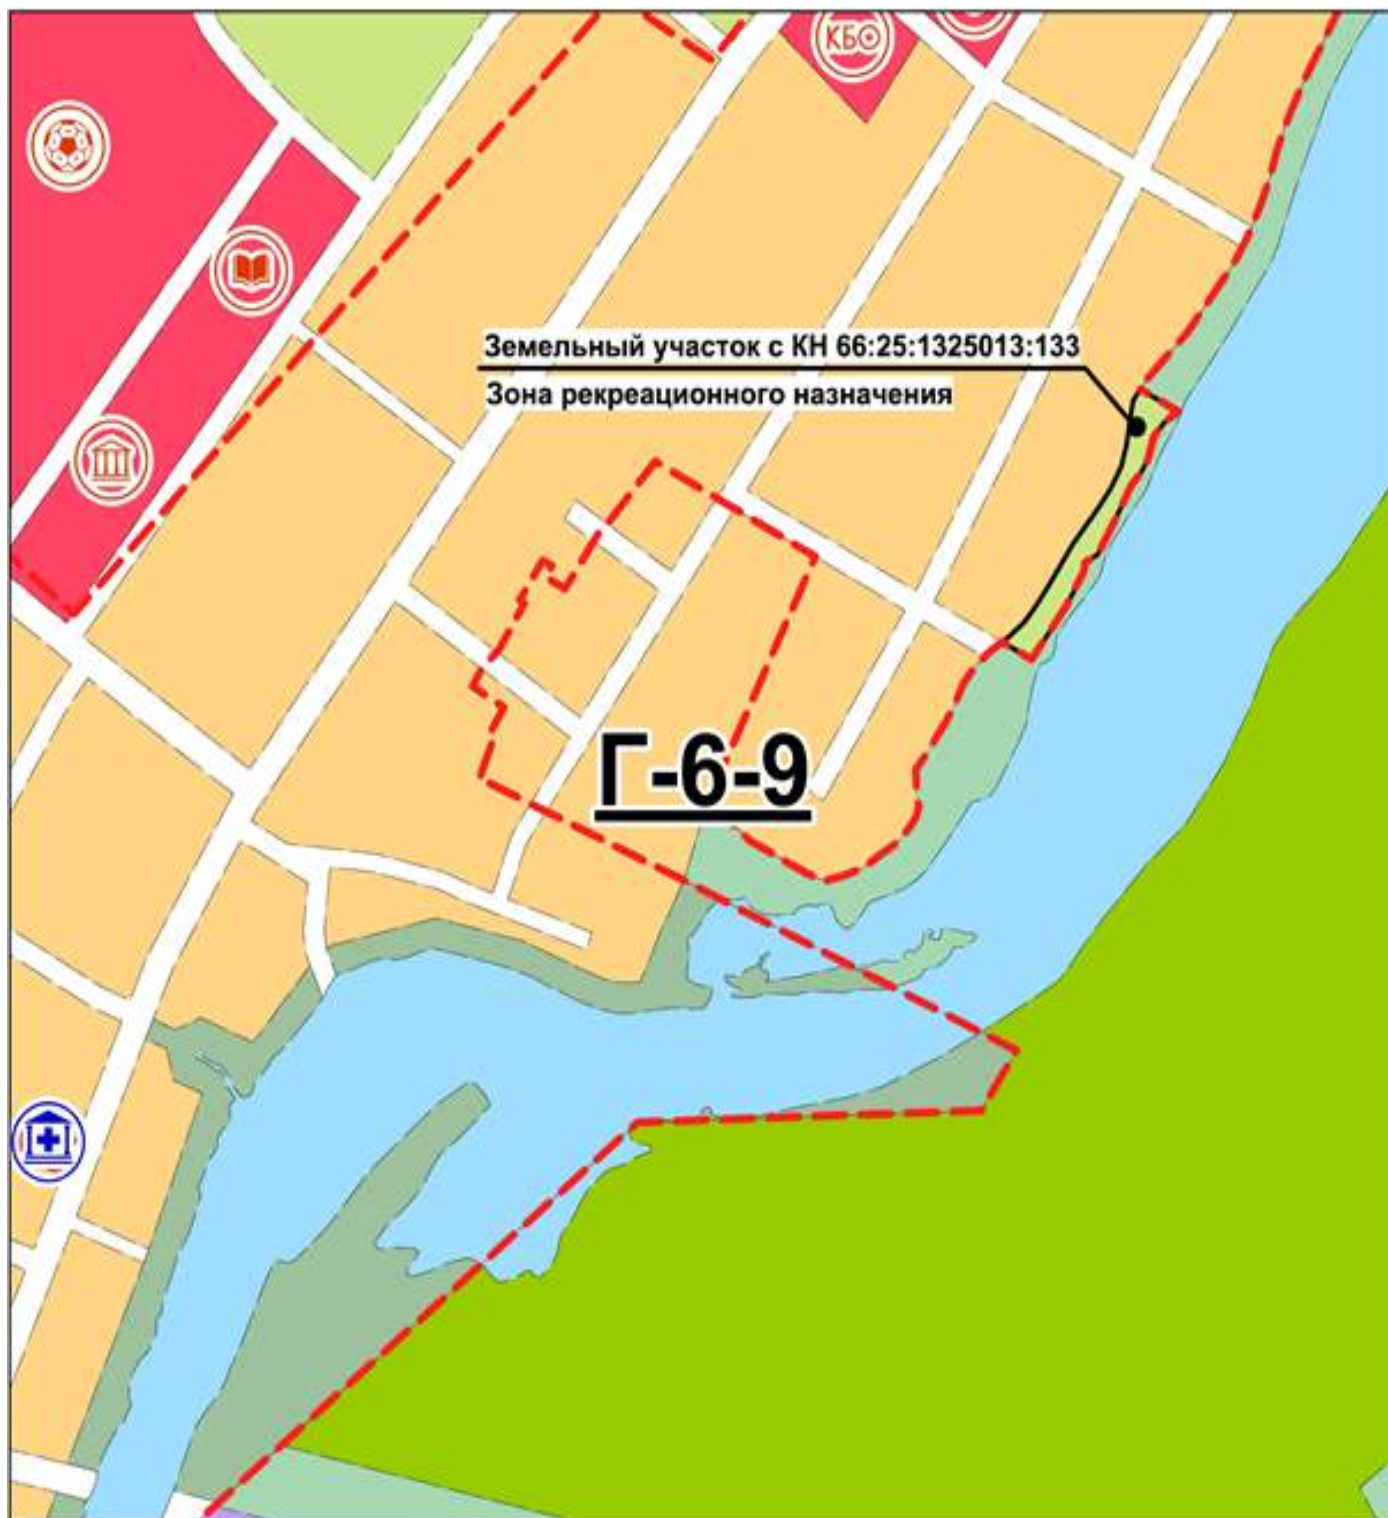 КБО
Земельный участок с КН 66:25:1325013:133
Зона рекреационного назначения
Г-6-9